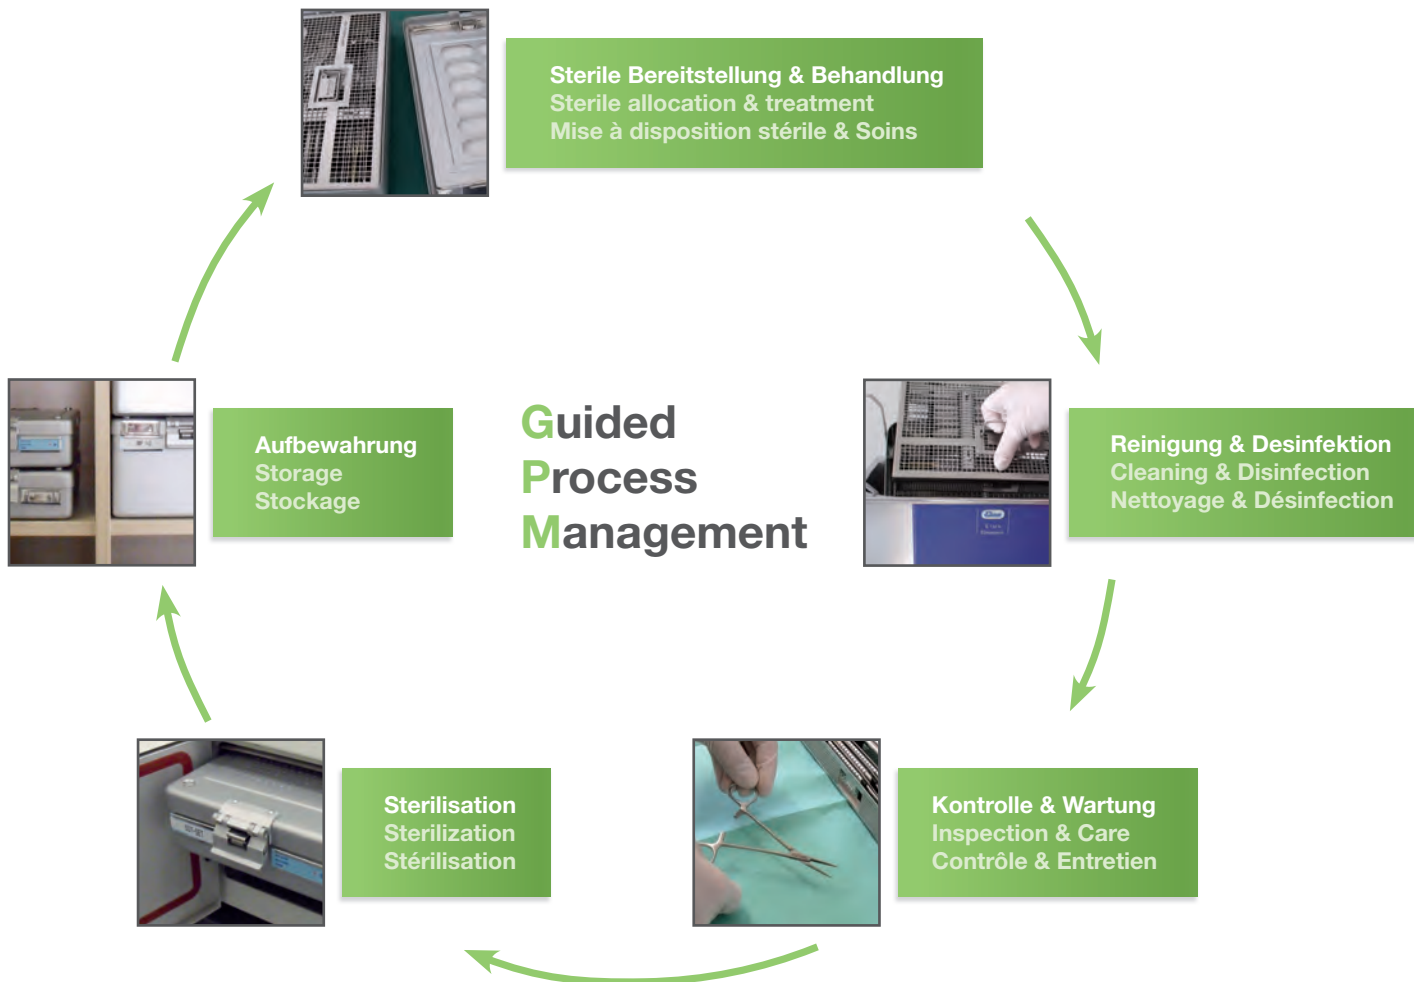 Sterile Bereitstellung & Behandlung
Sterile allocation & treatment
Mise à disposition stérile & Soins
Aufbewahrung
Storage
Stockage
Guided
Process
Management
Reinigung & Desinfektion
Cleaning & Disinfection
Nettoyage & Désinfection
Sterilisation
Sterilization
Stérilisation
Kontrolle & Wartung
Inspection & Care
Contrôle & Entretien